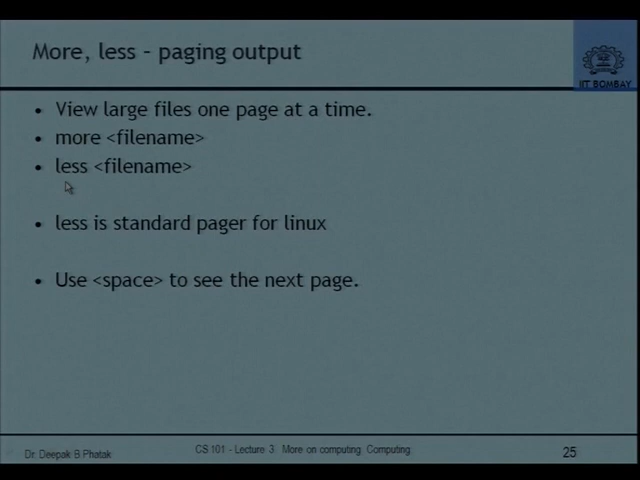 More, less – paging output
IIT BOMBAY
• View large files one page at a time.
• more <filename>
• less <filename>
• less is standard pager for linux
• Use <space> to see the next page.
Dr. Deepak B Phatak
CS 101 - Lecture 3 More on computing Computing
25